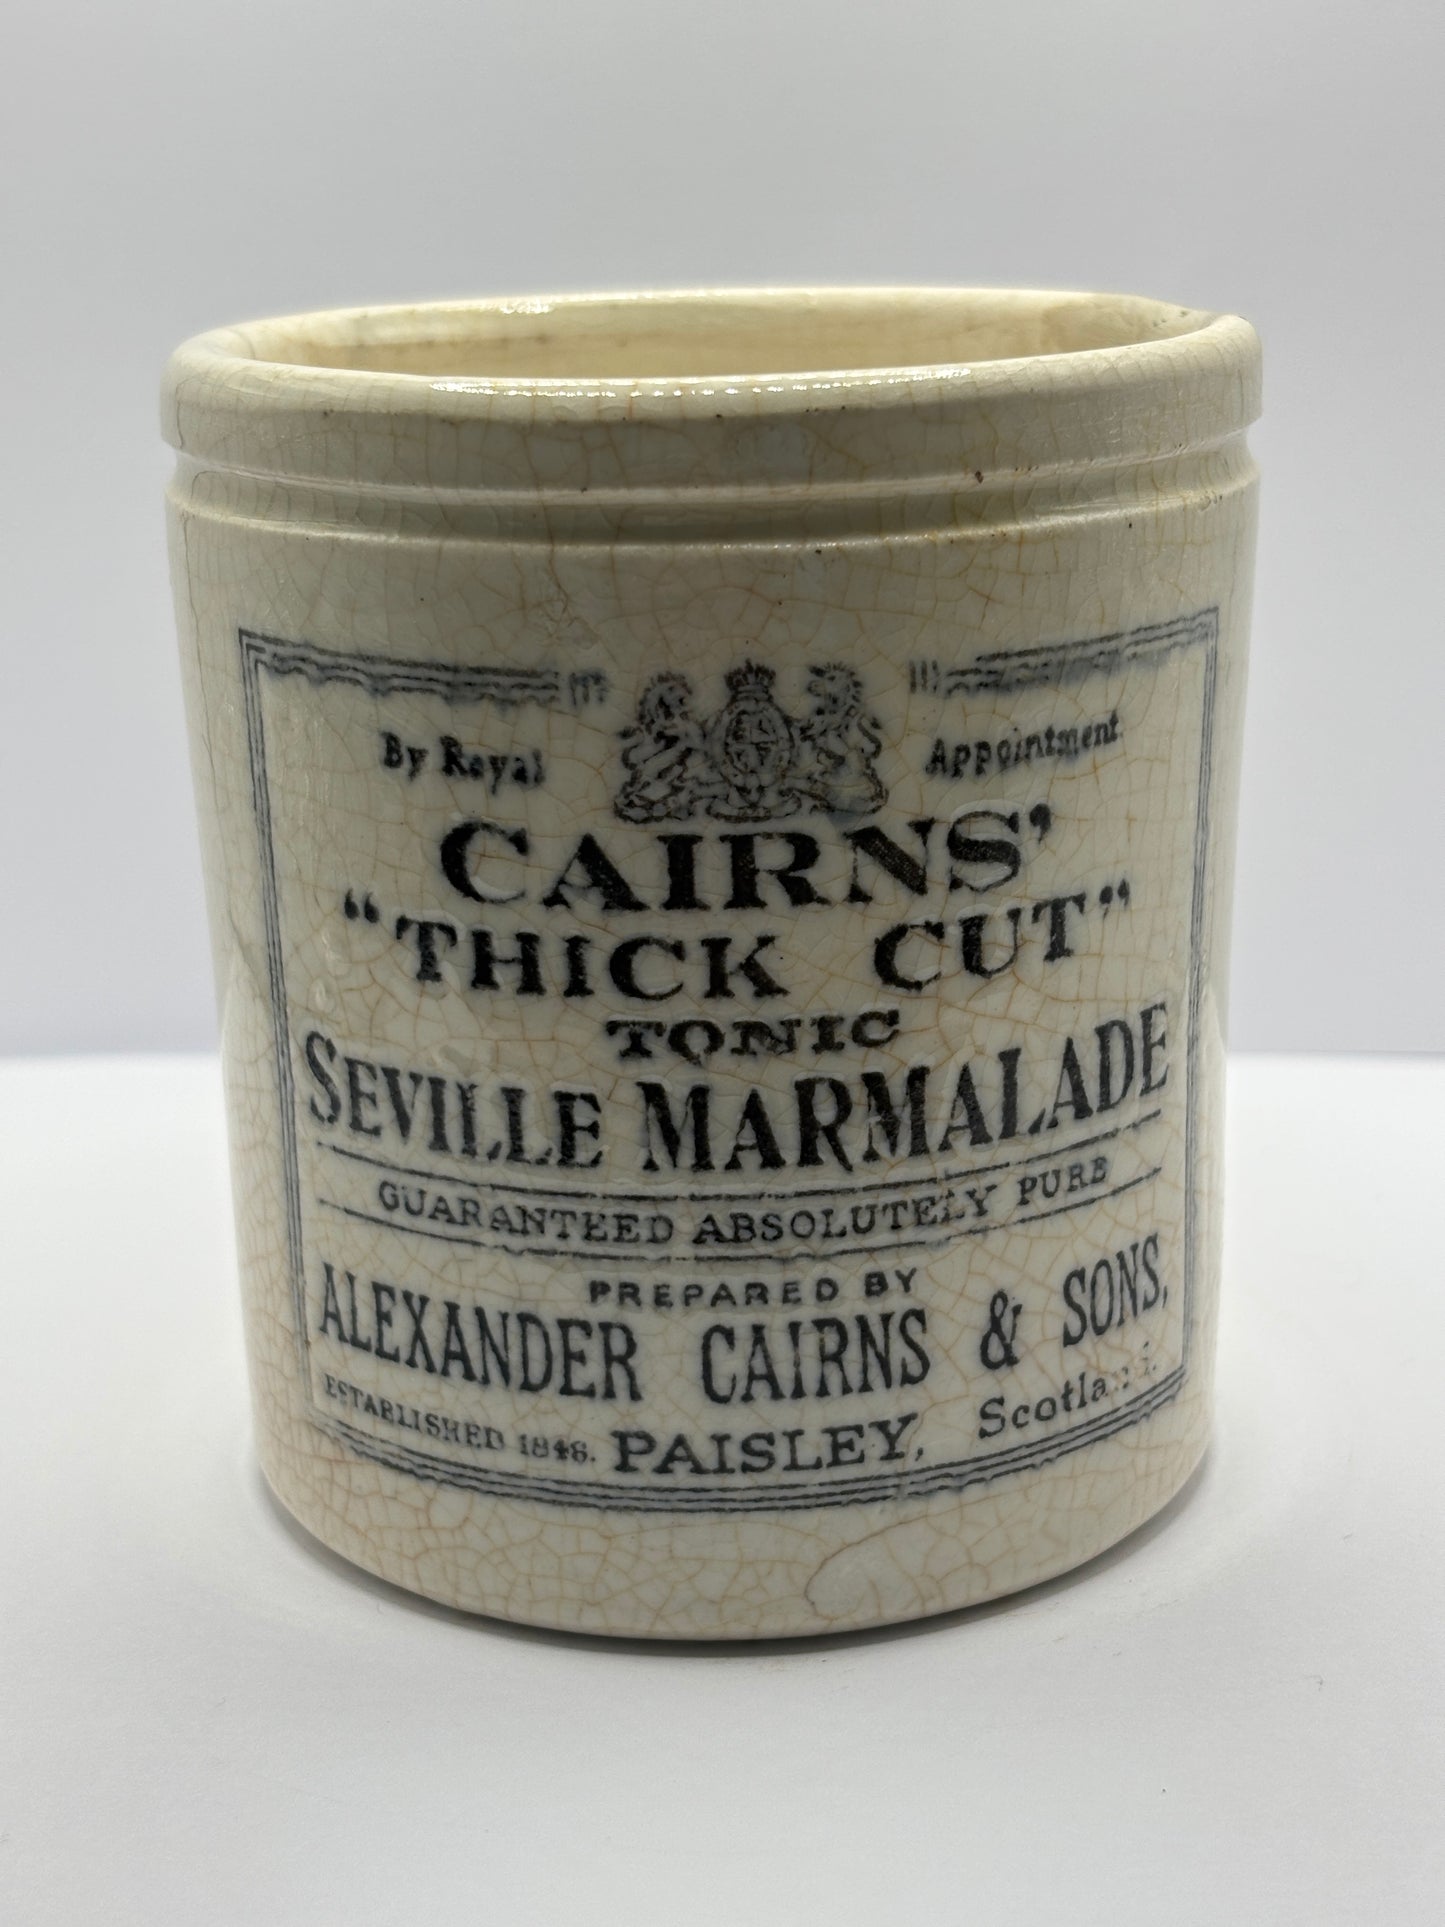 By Royal Appointment
CAIRNS'
"THICK CUT"
TONIC
SEVILLE MARMALADE
GUARANTEED ABSOLUTELY PURE
PREPARED BY
ALEXANDER CAIRNS & SONS,
ESTABLISHED 1848. PAISLEY, Scotland.